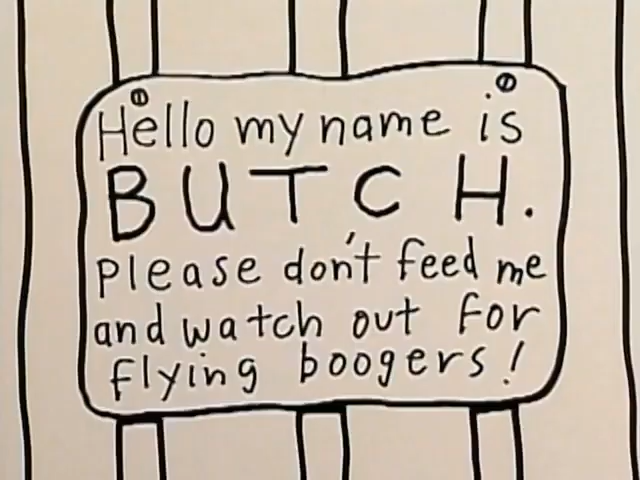 Hello my name is
BUTCH.
please don't feed me
and watch out for
flying boogers!